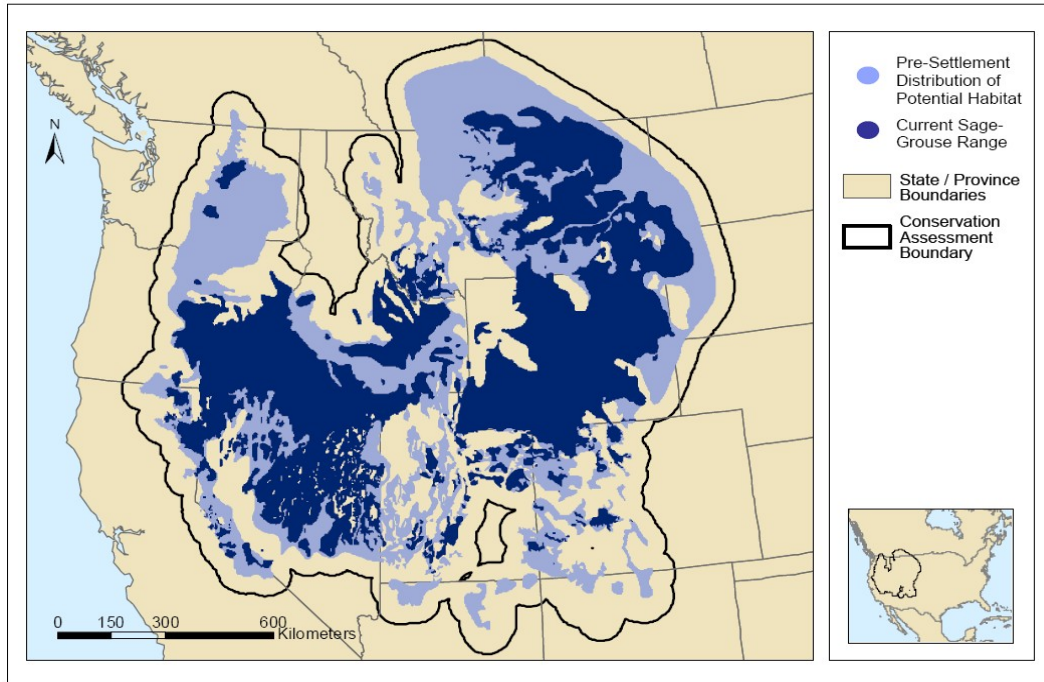 N
0 150 300 600
Kilometers
Pre-Settlement
Distribution of
Potential Habitat
Current Sage-
Grouse Range
State / Province
Boundaries
Conservation
Assessment
Boundary